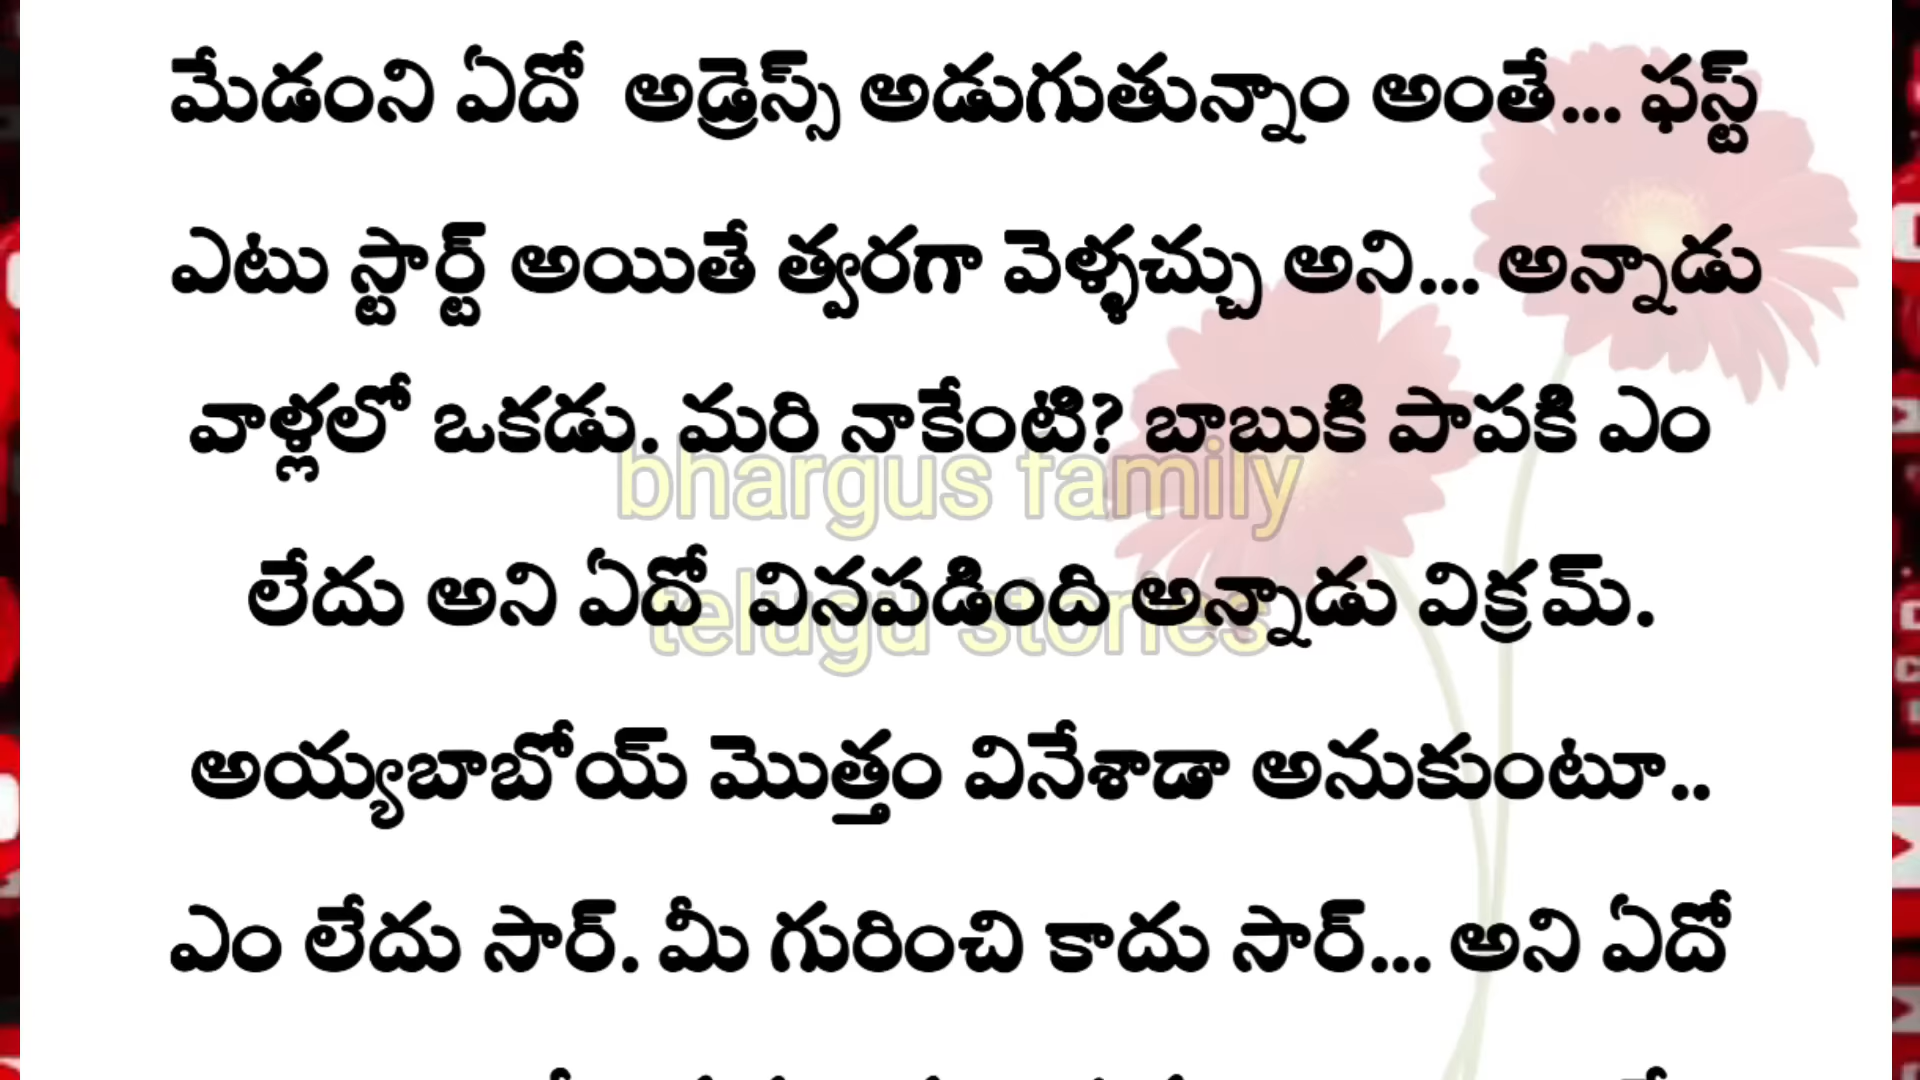 మేడంని ఏదో అడ్రెస్స్ అడుగుతున్నాం అంతే... ఫస్ట్
ఎటు స్టార్ట్ అయితే త్వరగా వెళ్ళచ్చు అని... అన్నాడు
వాళ్లలో ఒకడు. మరి నాకేంటి? బాబుకి పాపకి ఎం
bhargus family
లేదు అని ఏదో వినపడింది అన్నాడు విక్రమ్.
telugu stories
అయ్యబాబోయ్ మొత్తం వినేశాడా అనుకుంటూ..
ఎం లేదు సార్. మీ గురించి కాదు సార్... అని ఏదో